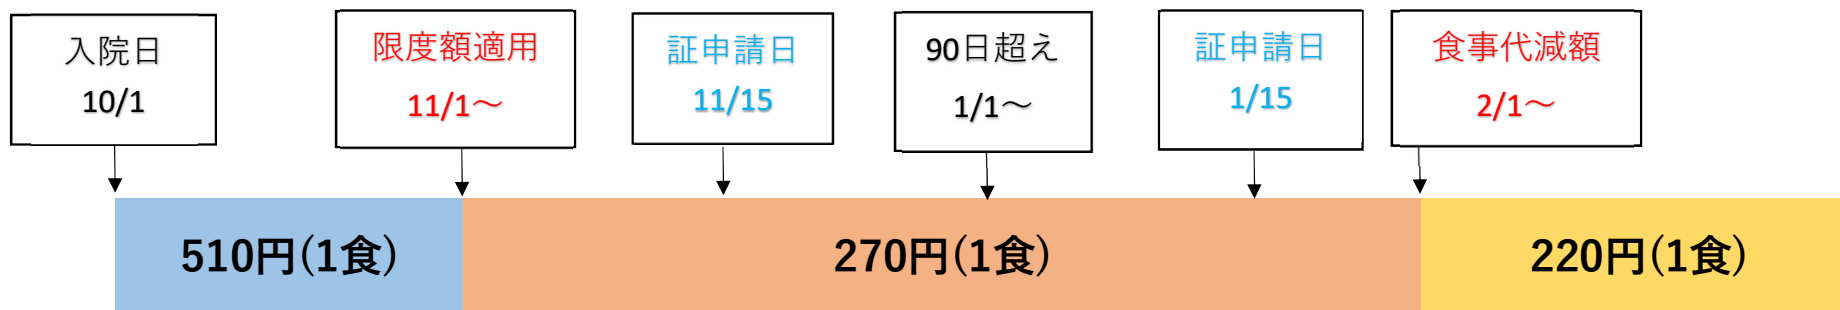 入院日
10/1
限度額適用
11/1～
証申請日
11/15
90日超え
1/1～
証申請日
1/15
食事代減額
2/1～
510円(1食)
270円(1食)
220円(1食)